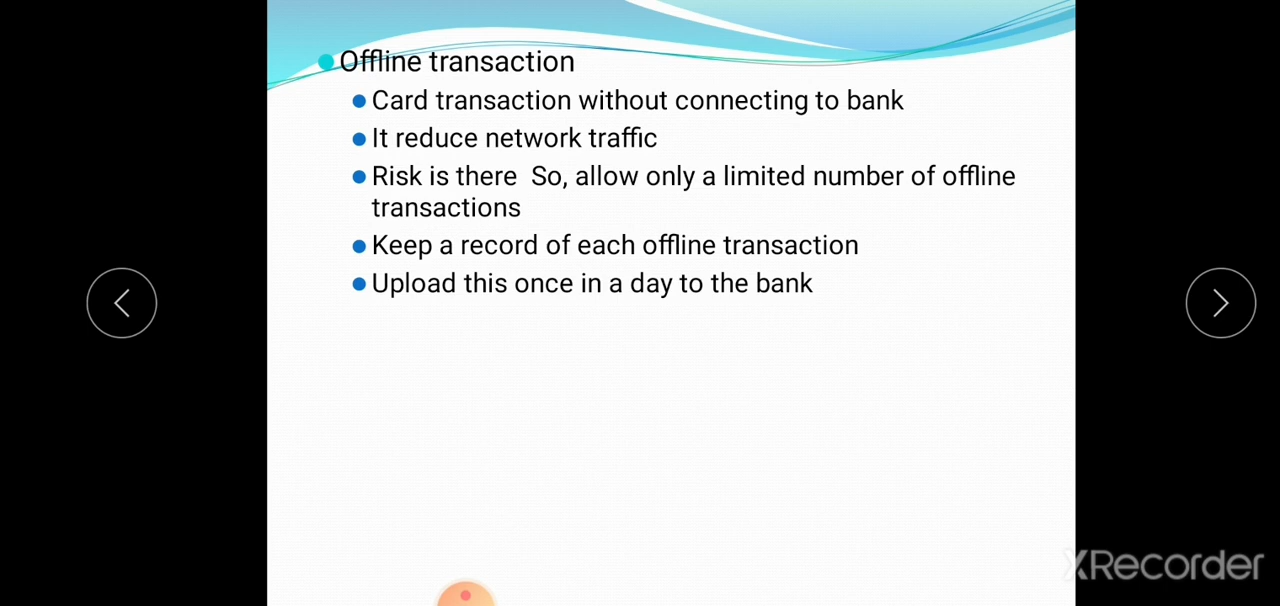 Offline transaction
Card transaction without connecting to bank
It reduce network traffic
Risk is there So, allow only a limited number of offline
transactions
Keep a record of each offline transaction
Upload this once in a day to the bank
XRecorder